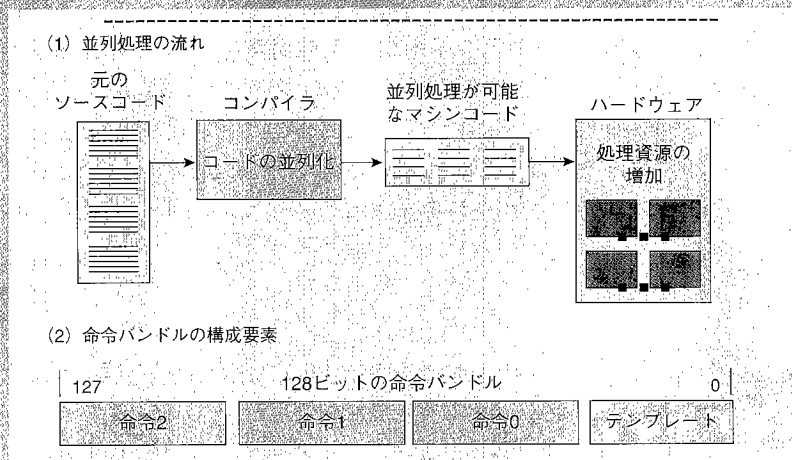 (1) 並列処理の流れ
元の
ソースコード
コンパイラ
並列処理が可能
なマシンコード
ハードウェア
コードの並列化
処理資源の
増加
(2) 命令バンドルの構成要素
127
128ビットの命令バンドル
0
命令2
命令1
命令0
テンプレート